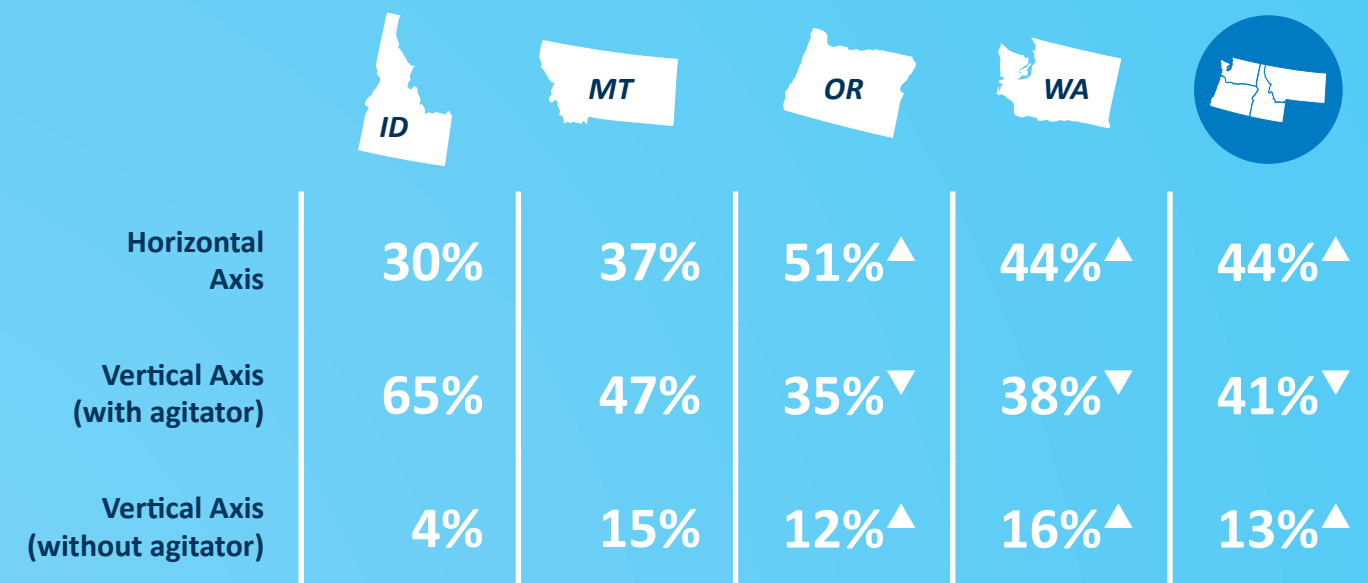 ID MT OR WA
Horizontal
Axis
30% 37% 51%▲ 44%▲ 44%▲
Vertical Axis
(with agitator)
65% 47% 35%▼ 38%▼ 41%▼
Vertical Axis
(without agitator)
4% 15% 12%▲ 16%▲ 13%▲